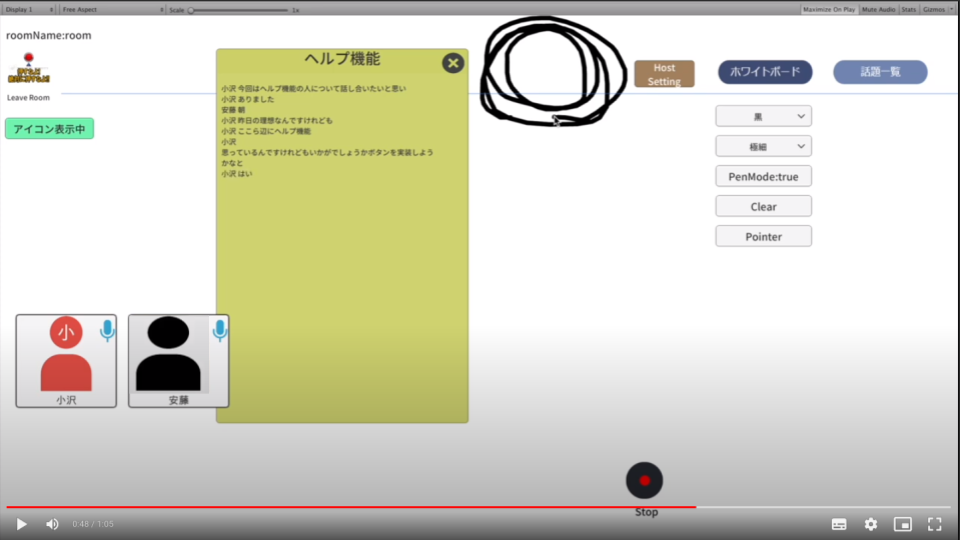 Display 1
Free Aspect
Scale
1x
Maximize On Play
Mute Audio
Stats
Gizmos
roomName:room
Leave Room
アイコン表示中
ヘルプ機能
小沢 今回はヘルプ機能の人について話し合いたいと思い
小沢 ありました
安藤 朝
小沢 昨日の理想なんですけれども
小沢 ここら辺にヘルプ機能
小沢
思っているんですけれどもいかがでしょうかボタンを実装しよう
かなと
小沢 はい
Host
Setting
ホワイトボード
話題一覧
黒
極細
PenMode:true
Clear
Pointer
小
小沢
安藤
Stop
0:48 / 1:05